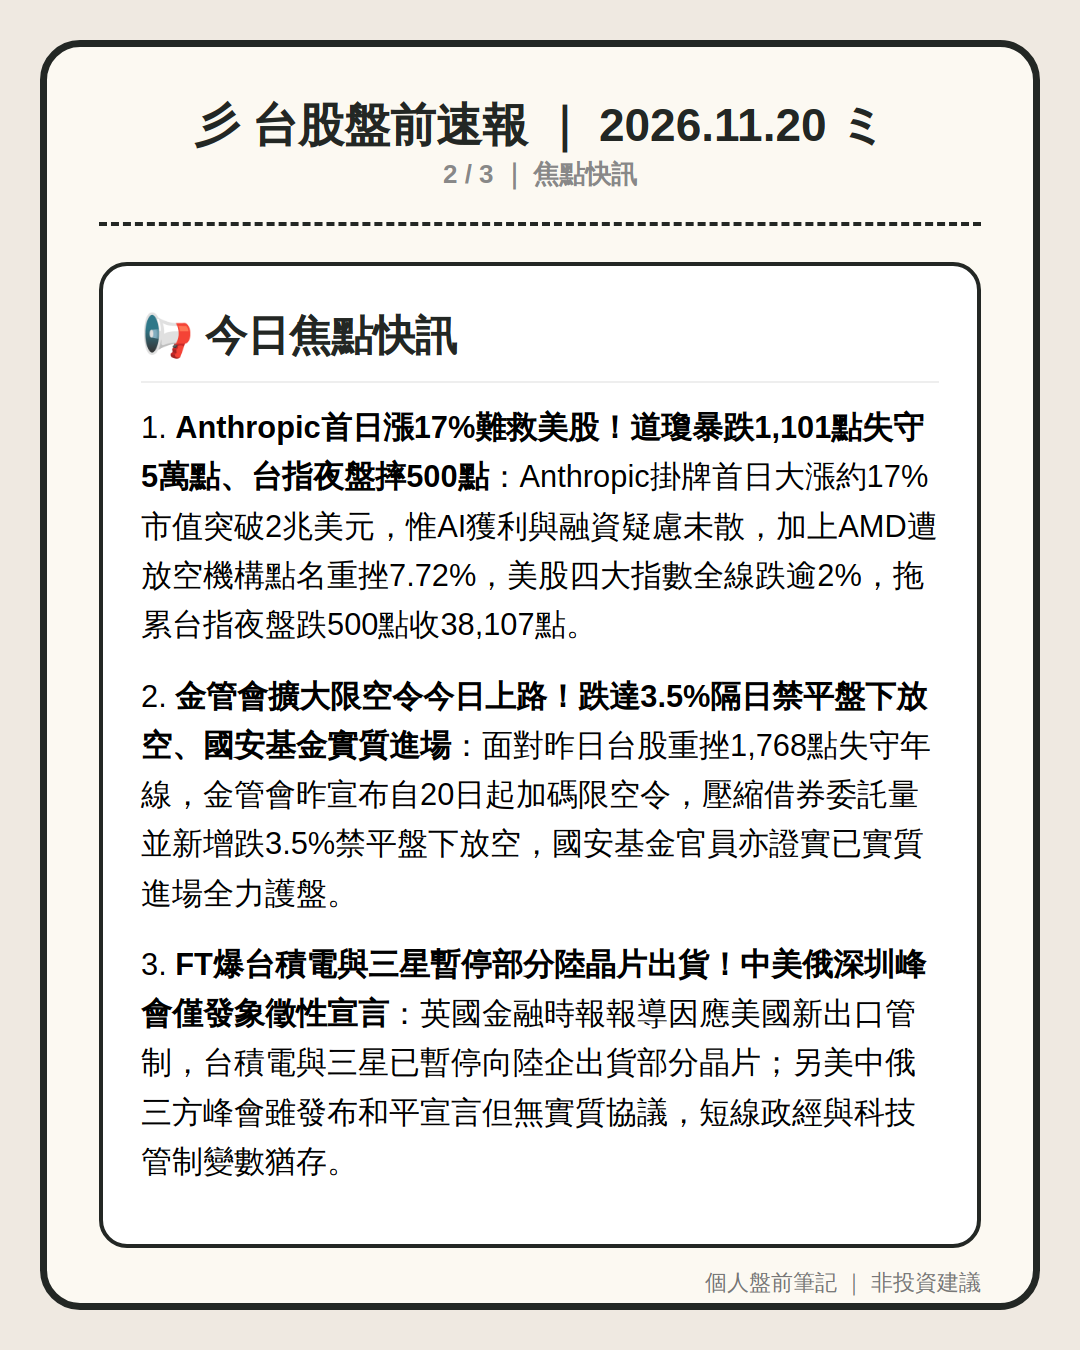 彡 台股盤前速報 ｜ 2026.11.20 ミ
2 / 3 ｜ 焦點快訊
📢 今日焦點快訊
1. Anthropic首日漲17%難救美股！道瓊暴跌1,101點失守
5萬點、台指夜盤摔500點：Anthropic掛牌首日大漲約17%
市值突破2兆美元，惟AI獲利與融資疑慮未散，加上AMD遭
放空機構點名重挫7.72%，美股四大指數全線跌逾2%，拖
累台指夜盤跌500點收38,107點。
2. 金管會擴大限空令今日上路！跌達3.5%隔日禁平盤下放
空、國安基金實質進場：面對昨日台股重挫1,768點失守年
線，金管會昨宣布自20日起加碼限空令，壓縮借券委託量
並新增跌3.5%禁平盤下放空，國安基金官員亦證實已實質
進場全力護盤。
3. FT爆台積電與三星暫停部分陸晶片出貨！中美俄深圳峰
會僅發象徵性宣言：英國金融時報報導因應美國新出口管
制，台積電與三星已暫停向陸企出貨部分晶片；另美中俄
三方峰會雖發布和平宣言但無實質協議，短線政經與科技
管制變數猶存。
個人盤前筆記 ｜ 非投資建議